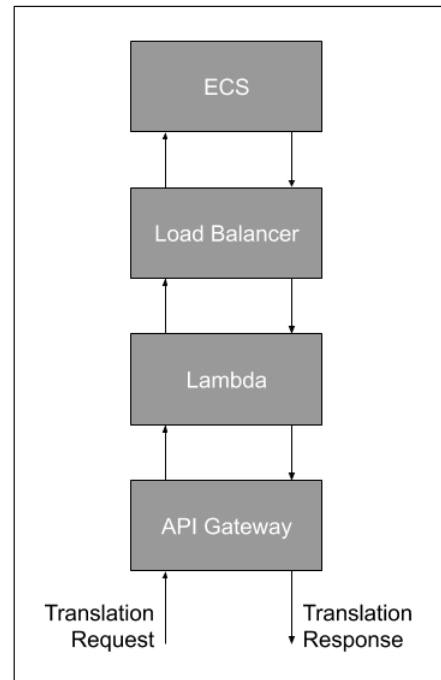 ECS
Load Balancer
Lambda
API Gateway
Translation
Request
Translation
Response